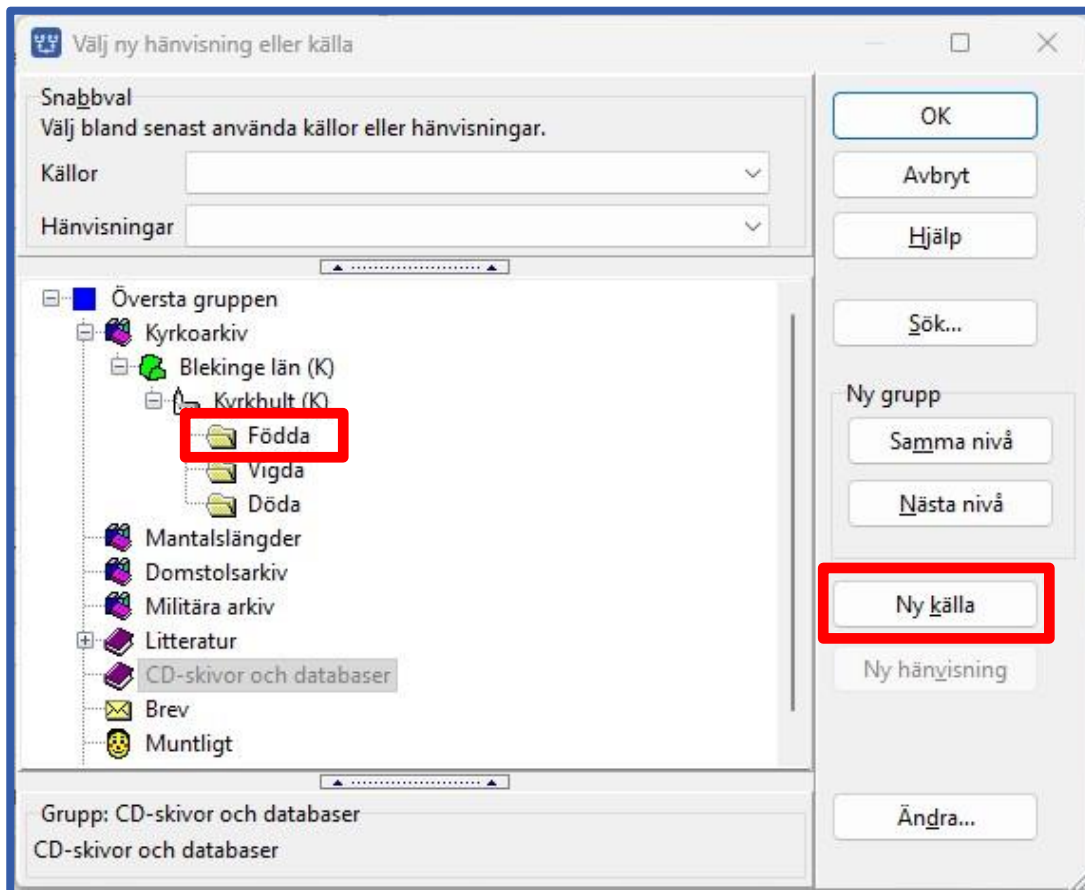 Välj ny hänvisning eller källa
Snabbval
Välj bland senast använda källor eller hänvisningar.
Källor
Hänvisningar
Översta gruppen
Kyrkoarkiv
Blekinge län (K)
Kyrkhult (K)
Födda
Vigda
Döda
Mantalslängder
Domstolsarkiv
Militära arkiv
Litteratur
CD-skivor och databaser
Brev
Muntligt
Grupp: CD-skivor och databaser
CD-skivor och databaser
OK
Avbryt
Hjälp
Sök...
Ny grupp
Samma nivå
Nästa nivå
Ny källa
Ny hänvisning
Ändra...